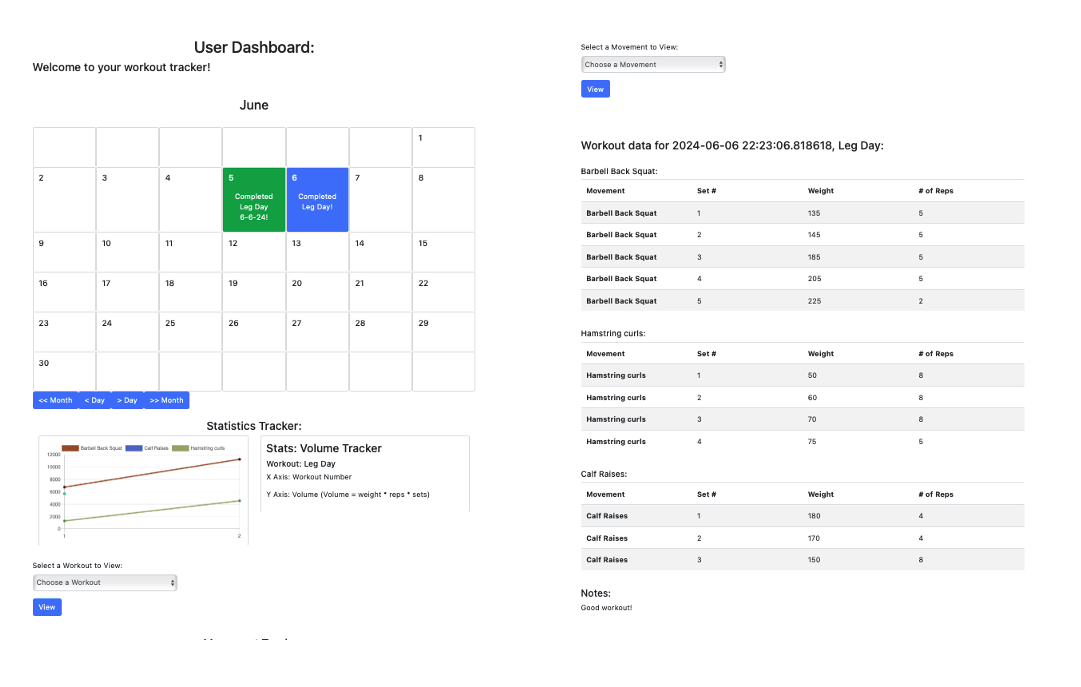 User Dashboard:
Welcome to your workout tracker!
June
1
2 3 4 5 6 7 8
Completed Leg Day 6-6-24!
Completed Leg Day!
9 10 11 12 13 14 15
16 17 18 19 20 21 22
23 24 25 26 27 28 29
30
<< Month < Day > Day >> Month
Statistics Tracker:
Barbell Back Squat Calf Raises Hamstring curls
12000
10000
8000
6000
4000
2000
0
1 2
Stats: Volume Tracker
Workout: Leg Day
X Axis: Workout Number
Y Axis: Volume (Volume = weight * reps * sets)
Select a Workout to View:
Choose a Workout
View
Select a Movement to View:
Choose a Movement
View
Workout data for 2024-06-06 22:23:06.818618, Leg Day:
Barbell Back Squat:
Movement Set # Weight # of Reps
Barbell Back Squat 1 135 5
Barbell Back Squat 2 145 5
Barbell Back Squat 3 185 5
Barbell Back Squat 4 205 5
Barbell Back Squat 5 225 2
Hamstring curls:
Movement Set # Weight # of Reps
Hamstring curls 1 50 8
Hamstring curls 2 60 8
Hamstring curls 3 70 8
Hamstring curls 4 75 5
Calf Raises:
Movement Set # Weight # of Reps
Calf Raises 1 180 4
Calf Raises 2 170 4
Calf Raises 3 150 8
Notes:
Good workout!